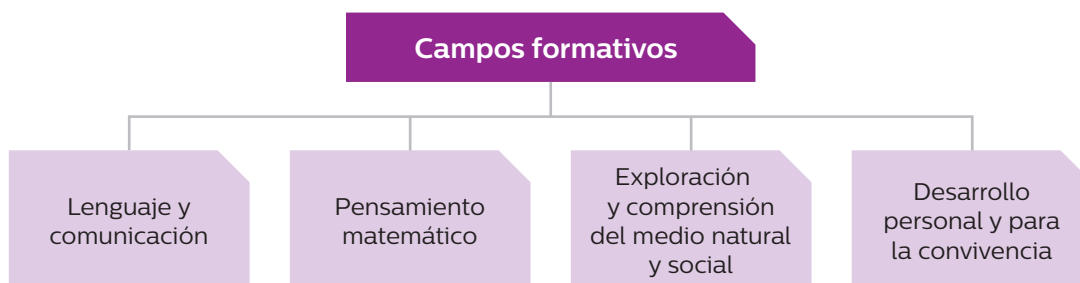 Campos formativos
Lenguaje y
comunicación
Pensamiento
matemático
Exploración
y comprensión
del medio natural
y social
Desarrollo
personal y para
la convivencia